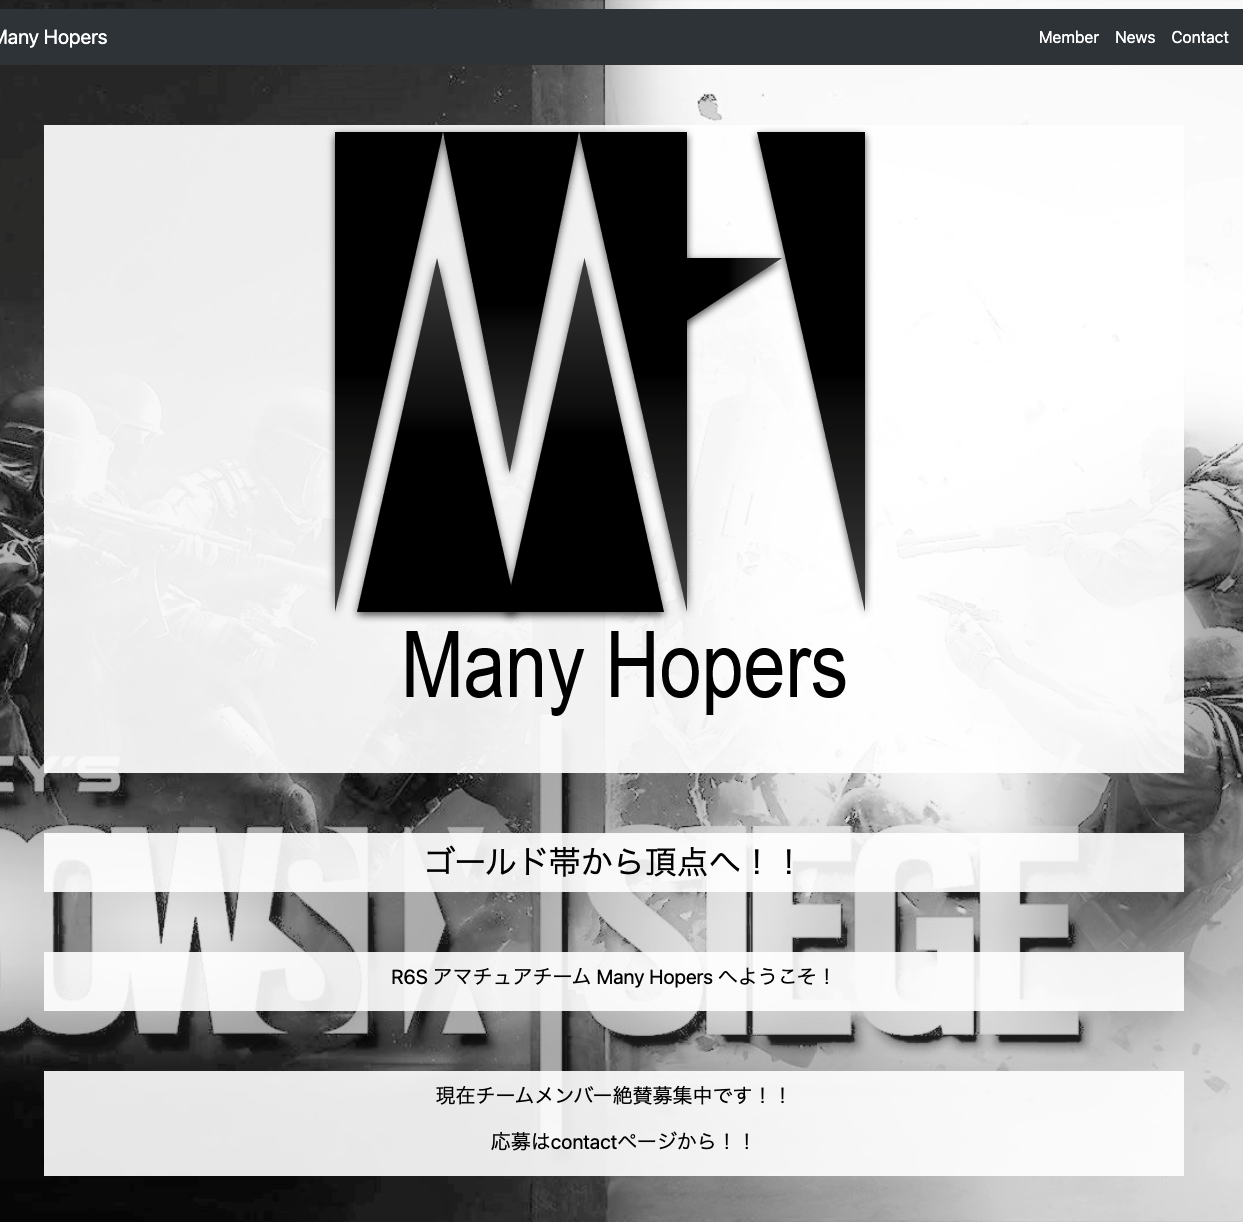 Many Hopers
Member News Contact
MH
Many Hopers
EY'S
OWSIX SIEGE
ゴールド帯から頂点へ！！
R6S アマチュアチーム Many Hopers へようこそ！
現在チームメンバー絶賛募集中です！！
応募はcontactページから！！